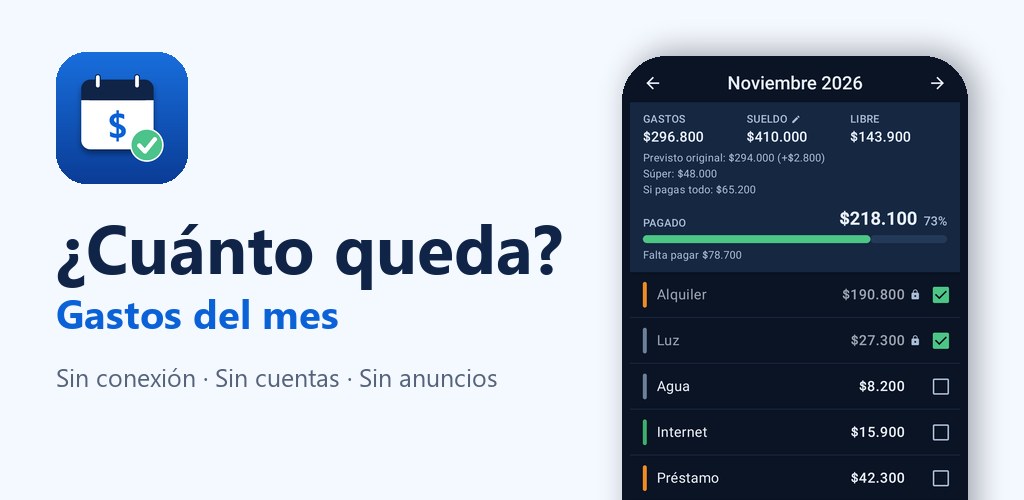 $
¿Cuánto queda?
Gastos del mes
Sin conexión · Sin cuentas · Sin anuncios
Noviembre 2026
GASTOS SUELDO LIBRE
$296.800 $410.000 $143.900
Previsto original: $294.000 (+$2.800)
Súper: $48.000
Si pagas todo: $65.200
PAGADO $218.100 73%
Falta pagar $78.700
Alquiler $190.800
Luz $27.300
Agua $8.200
Internet $15.900
Préstamo $42.300